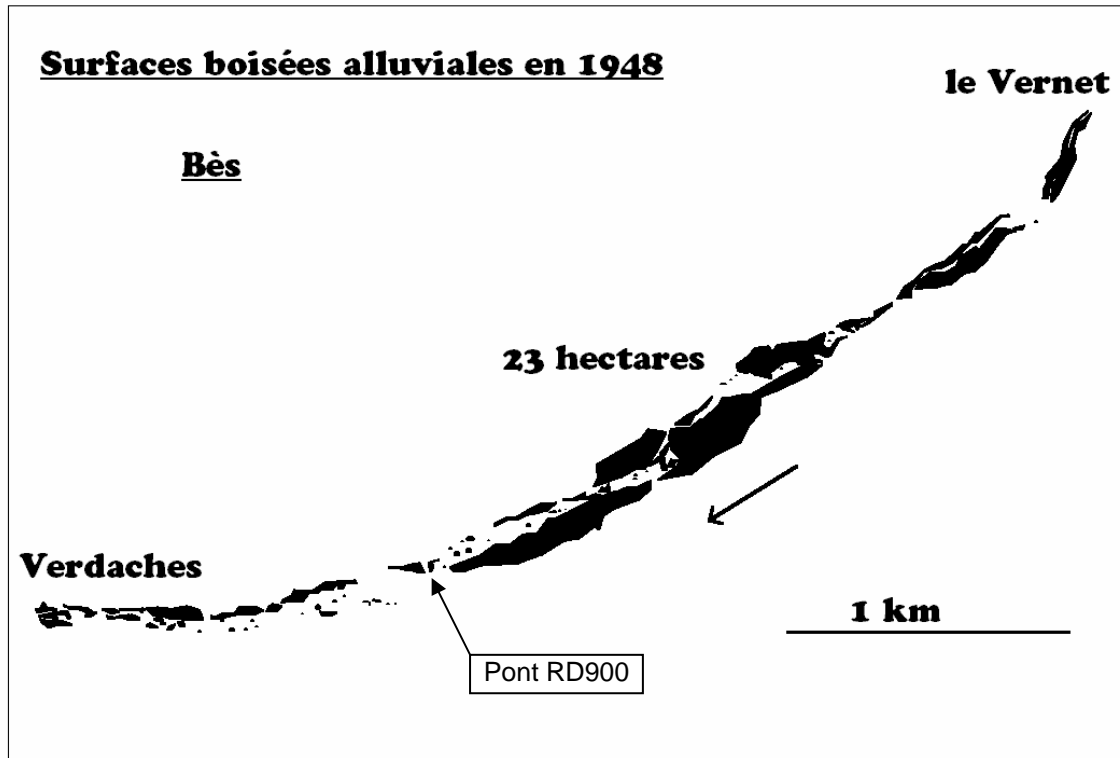 Surfaces boisées alluviales en 1948
le Vernet
Bès
23 hectares
Verdaches
1 km
Pont RD900